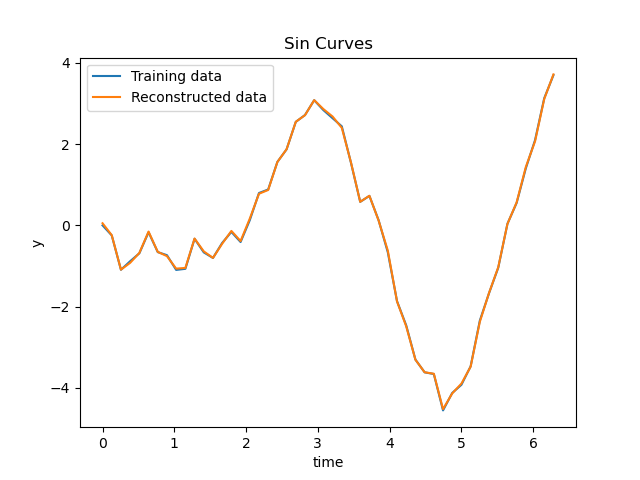 Sin Curves
Training data
Reconstructed data
4
2
0
−2
−4
y
0 1 2 3 4 5 6
time